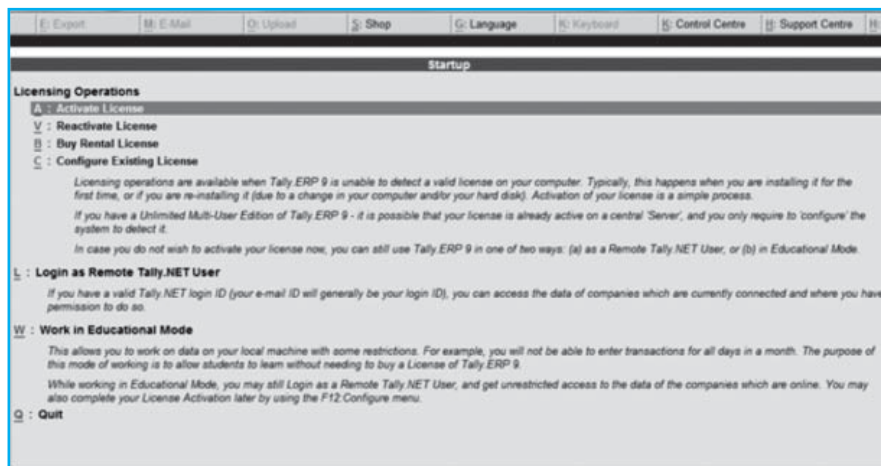 E: Export M: E-Mail O: Upload S: Shop G: Language K: Keyboard K: Control Centre H: Support Centre H:
Startup
Licensing Operations
A : Activate License
V : Reactivate License
B : Buy Rental License
C : Configure Existing License
Licensing operations are available when Tally.ERP 9 is unable to detect a valid license on your computer. Typically, this happens when you are installing it for the
first time, or if you are re-installing it (due to a change in your computer and/or your hard disk). Activation of your license is a simple process.
If you have a Unlimited Multi-User Edition of Tally.ERP 9 - it is possible that your license is already active on a central 'Server', and you only require to 'configure' the
system to detect it.
In case you do not wish to activate your license now, you can still use Tally.ERP 9 in one of two ways: (a) as a Remote Tally.NET User, or (b) in Educational Mode.
L : Login as Remote Tally.NET User
If you have a valid Tally.NET login ID (your e-mail ID will generally be your login ID), you can access the data of companies which are currently connected and where you have
permission to do so.
W : Work in Educational Mode
This allows you to work on data on your local machine with some restrictions. For example, you will not be able to enter transactions for all days in a month. The purpose of
this mode of working is to allow students to learn without needing to buy a License of Tally.ERP 9.
While working in Educational Mode, you may still Login as a Remote Tally.NET User, and get unrestricted access to the data of the companies which are online. You may
also complete your License Activation later by using the F12:Configure menu.
Q : Quit